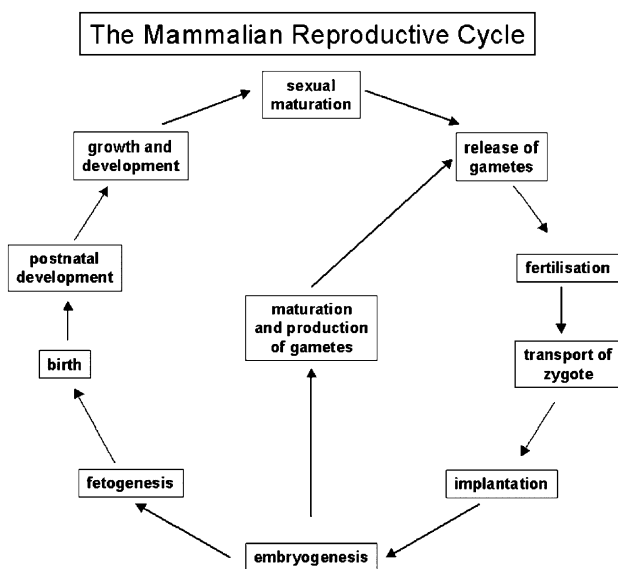 The Mammalian Reproductive Cycle
sexual
maturation
release of
gametes
fertilisation
transport of
zygote
implantation
embryogenesis
fetogenesis
birth
postnatal
development
growth and
development
maturation
and production
of gametes